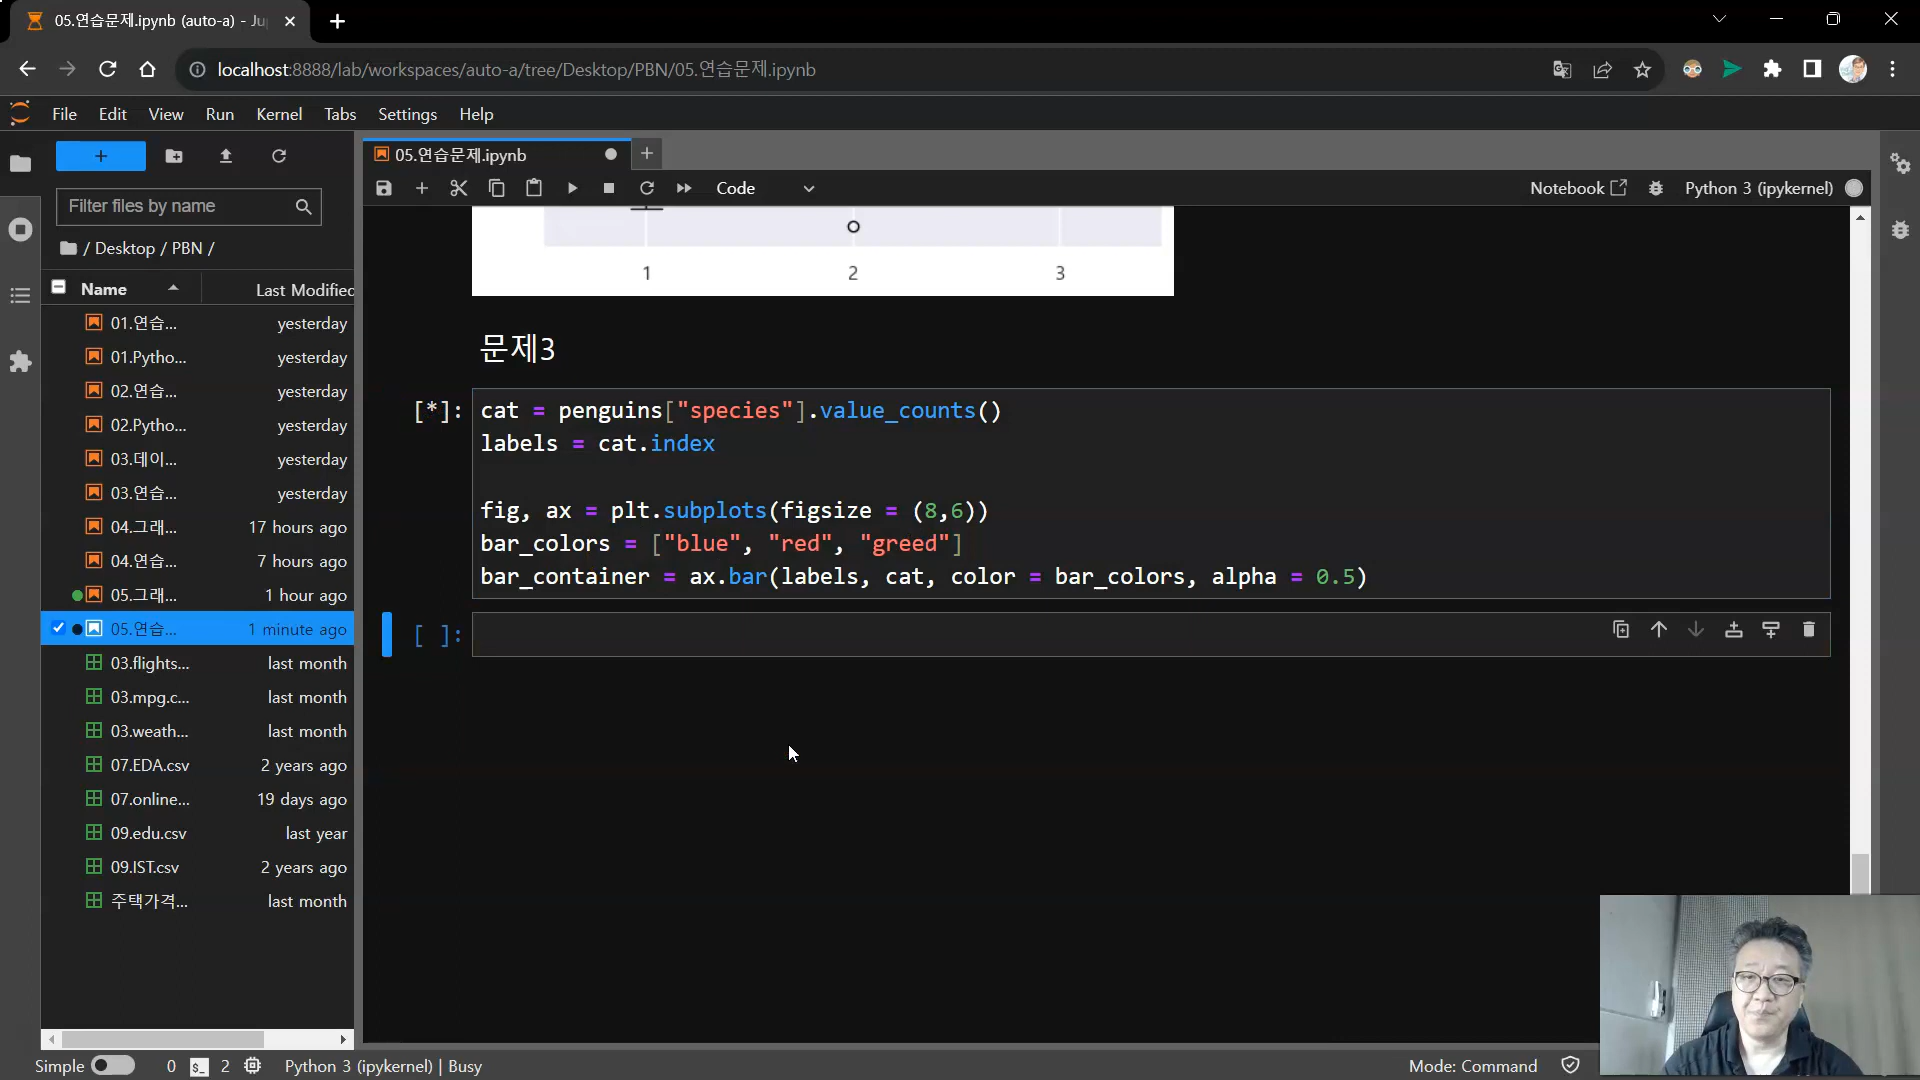 05.연습문제.ipynb (auto-a) - Ju
localhost:8888/lab/workspaces/auto-a/tree/Desktop/PBN/05.연습문제.ipynb
File Edit View Run Kernel Tabs Settings Help
05.연습문제.ipynb
Code
Notebook
Python 3 (ipykernel)
Filter files by name
/ Desktop / PBN /
Name Last Modified
01.연습... yesterday
01.Pytho... yesterday
02.연습... yesterday
02.Pytho... yesterday
03.데이... yesterday
03.연습... yesterday
04.그래... 17 hours ago
04.연습... 7 hours ago
05.그래... 1 hour ago
05.연습... 1 minute ago
03.flights... last month
03.mpg.c... last month
03.weath... last month
07.EDA.csv 2 years ago
07.online... 19 days ago
09.edu.csv last year
09.IST.csv 2 years ago
주택가격... last month
1 2 3
문제3
[*]:
cat = penguins["species"].value_counts()
labels = cat.index
fig, ax = plt.subplots(figsize = (8,6))
bar_colors = ["blue", "red", "greed"]
bar_container = ax.bar(labels, cat, color = bar_colors, alpha = 0.5)
[ ]:
Simple 0 $_ 2 Python 3 (ipykernel) | Busy
Mode: Command